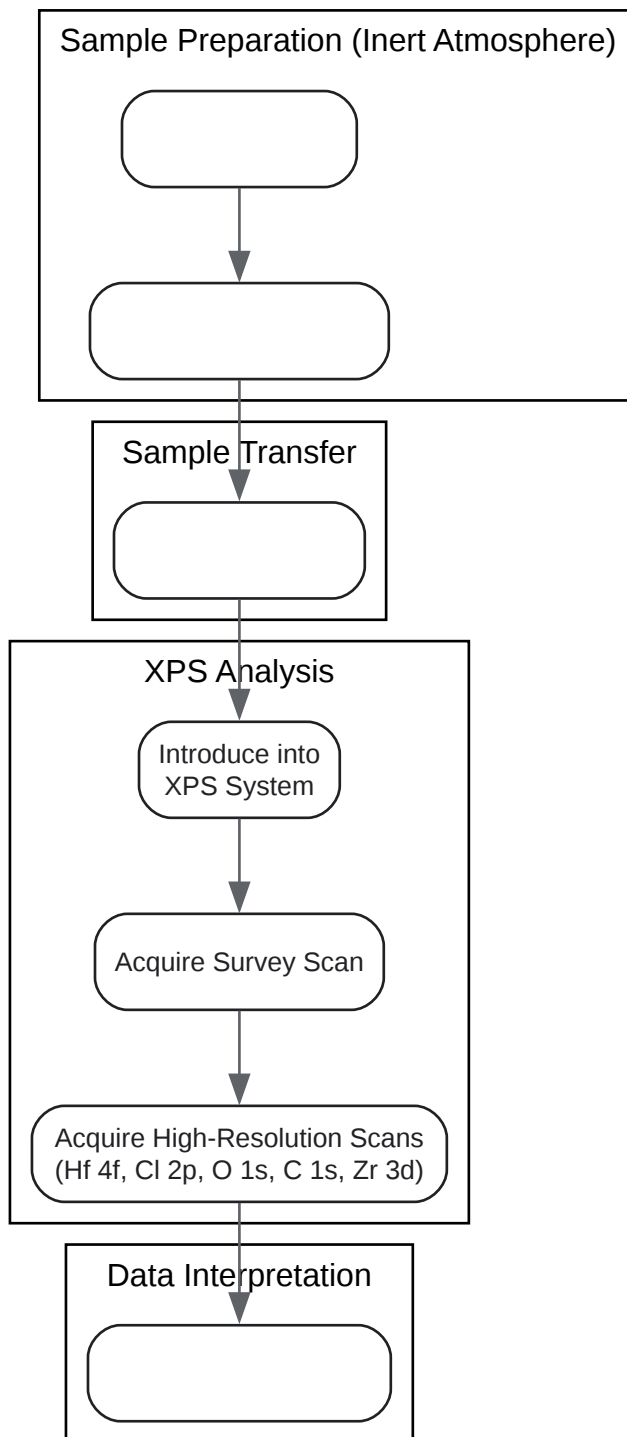 Sample Preparation (Inert Atmosphere)
Sample Transfer
XPS Analysis
Introduce into
XPS System
Acquire Survey Scan
Acquire High-Resolution Scans
(Hf 4f, Cl 2p, O 1s, C 1s, Zr 3d)
Data Interpretation